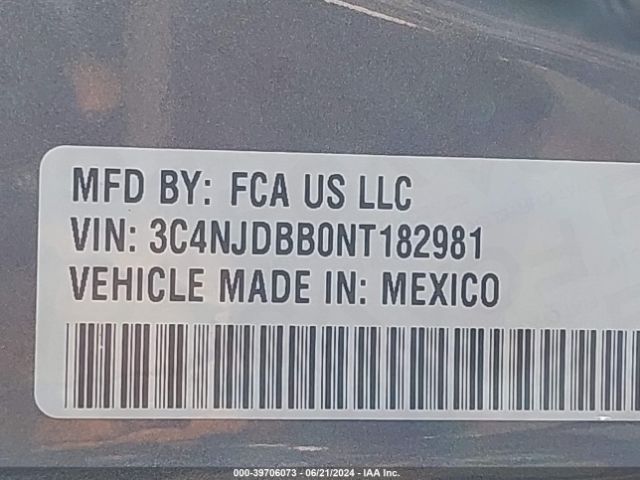 MFD BY: FCA US LLC
VIN: 3C4NJDBB0NT182981
VEHICLE MADE IN: MEXICO
000-39706073 - 06/21/2024 - IAA Inc.